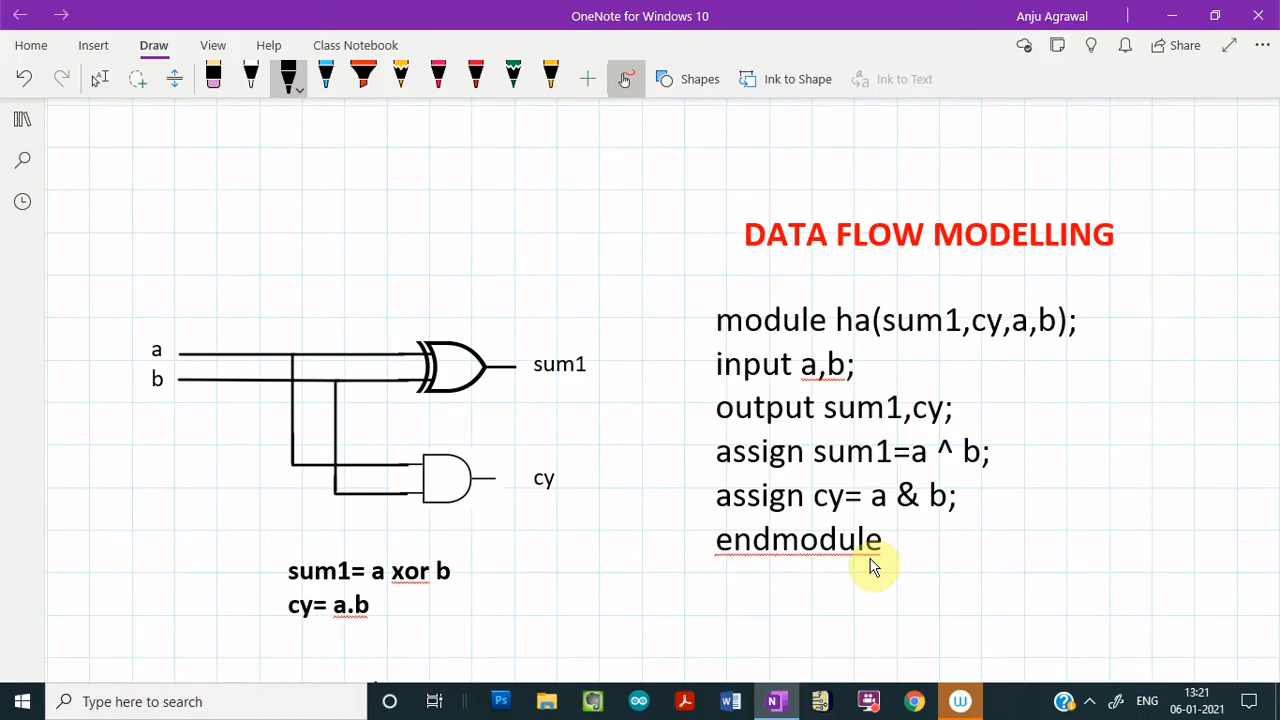 OneNote for Windows 10
Anju Agrawal
Home Insert Draw View Help Class Notebook
Share
Shapes Ink to Shape Ink to Text
DATA FLOW MODELLING
module ha(sum1,cy,a,b);
input a,b;
output sum1,cy;
assign sum1=a ^ b;
assign cy= a & b;
endmodule
a
b
sum1
cy
sum1= a xor b
cy= a.b
Type here to search
ENG
13:21
06-01-2021